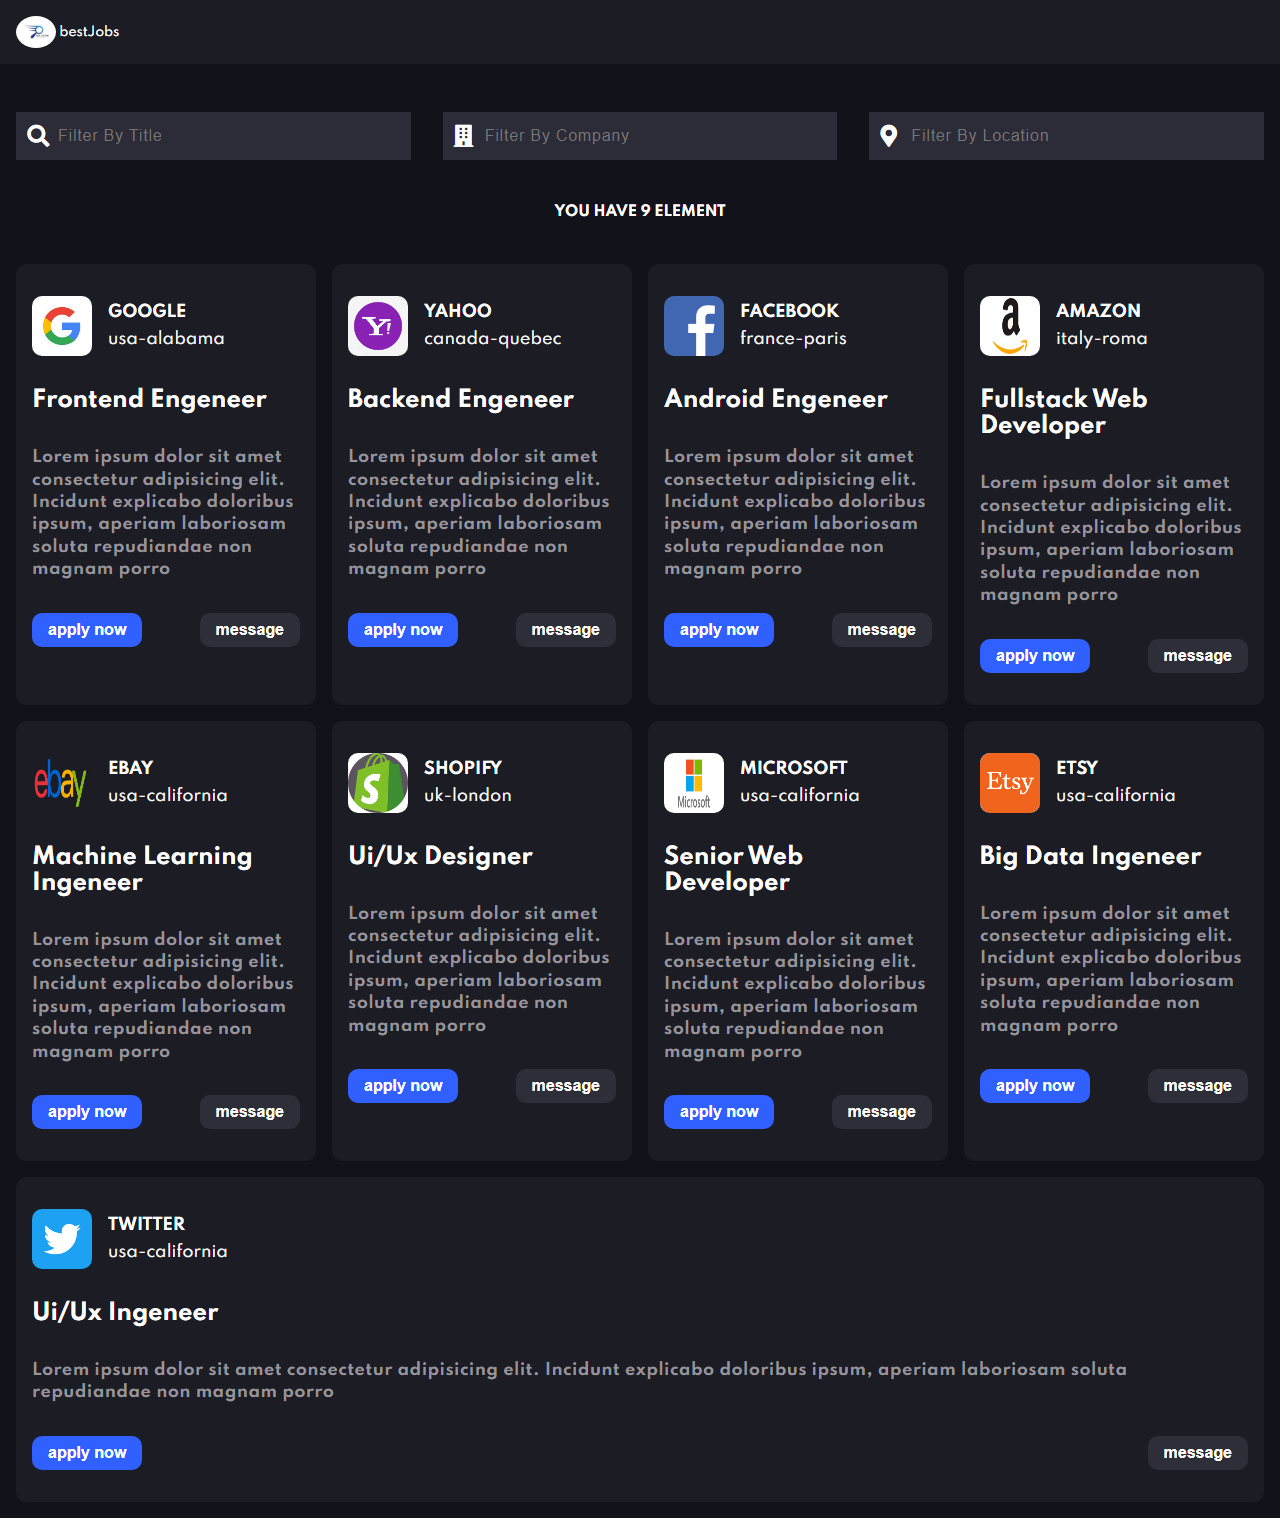 bestJobs
Filter By Title
Filter By Company
Filter By Location
YOU HAVE 9 ELEMENT
GOOGLE
usa-alabama
Frontend Engeneer
Lorem ipsum dolor sit amet
consectetur adipisicing elit.
Incidunt explicabo doloribus
ipsum, aperiam laboriosam
soluta repudiandae non
magnam porro
apply now
message
YAHOO
canada-quebec
Backend Engeneer
Lorem ipsum dolor sit amet
consectetur adipisicing elit.
Incidunt explicabo doloribus
ipsum, aperiam laboriosam
soluta repudiandae non
magnam porro
apply now
message
FACEBOOK
france-paris
Android Engeneer
Lorem ipsum dolor sit amet
consectetur adipisicing elit.
Incidunt explicabo doloribus
ipsum, aperiam laboriosam
soluta repudiandae non
magnam porro
apply now
message
AMAZON
italy-roma
Fullstack Web
Developer
Lorem ipsum dolor sit amet
consectetur adipisicing elit.
Incidunt explicabo doloribus
ipsum, aperiam laboriosam
soluta repudiandae non
magnam porro
apply now
message
ebay
EBAY
usa-california
Machine Learning
Ingeneer
Lorem ipsum dolor sit amet
consectetur adipisicing elit.
Incidunt explicabo doloribus
ipsum, aperiam laboriosam
soluta repudiandae non
magnam porro
apply now
message
SHOPIFY
uk-london
Ui/Ux Designer
Lorem ipsum dolor sit amet
consectetur adipisicing elit.
Incidunt explicabo doloribus
ipsum, aperiam laboriosam
soluta repudiandae non
magnam porro
apply now
message
Microsoft
MICROSOFT
usa-california
Senior Web
Developer
Lorem ipsum dolor sit amet
consectetur adipisicing elit.
Incidunt explicabo doloribus
ipsum, aperiam laboriosam
soluta repudiandae non
magnam porro
apply now
message
Etsy
ETSY
usa-california
Big Data Ingeneer
Lorem ipsum dolor sit amet
consectetur adipisicing elit.
Incidunt explicabo doloribus
ipsum, aperiam laboriosam
soluta repudiandae non
magnam porro
apply now
message
TWITTER
usa-california
Ui/Ux Ingeneer
Lorem ipsum dolor sit amet consectetur adipisicing elit. Incidunt explicabo doloribus ipsum, aperiam laboriosam soluta
repudiandae non magnam porro
apply now
message